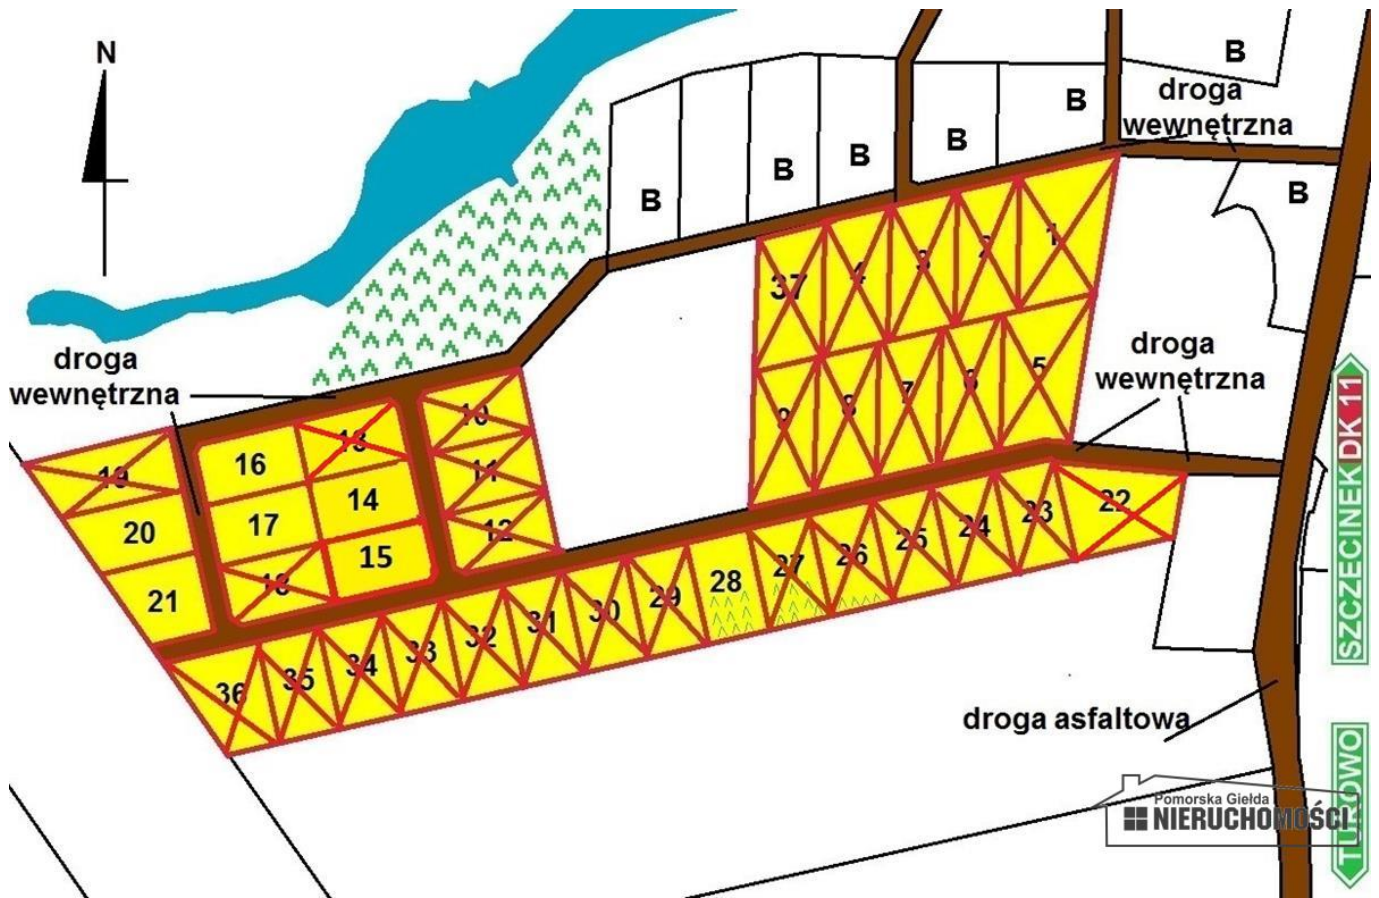 N
B
droga
wewnętrzna
B
B
B
B
B
B
37
4
3
2
1
9
8
7
6
5
droga
wewnętrzna
droga
wewnętrzna
10
11
12
13
16
14
17
15
18
19
20
21
22
23
24
25
26
27
28
29
30
31
32
33
34
35
36
SZCZECINEK DK 11
droga asfaltowa
TUROWO
Pomorska Giełda
NIERUCHOMOŚCI